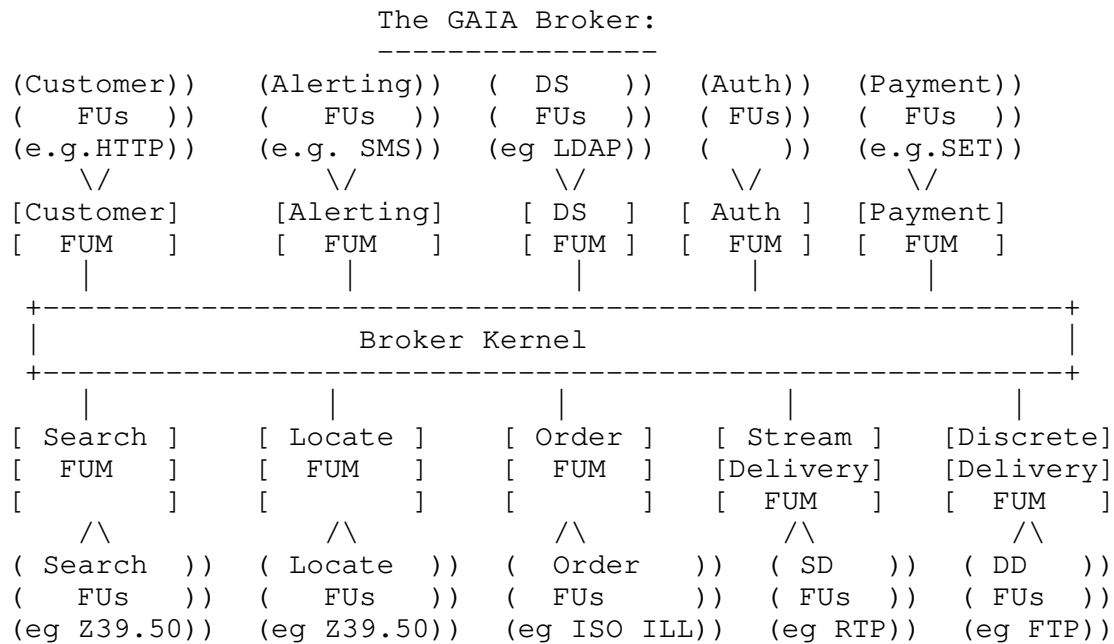 The GAIA Broker:
----------------
(Customer))   (Alerting))  (  DS   ))  (Auth))  (Payment))
(   FUs  ))   (   FUs  ))  (  FUs  ))  ( FUs))  (   FUs  ))
(e.g.HTTP))   (e.g. SMS))  (eg LDAP))  (    ))  (e.g.SET))
\/            \/            \/         \/         \/
[Customer]     [Alerting]    [ DS  ]  [ Auth ]  [Payment]
[  FUM   ]     [  FUM   ]    [ FUM ]  [  FUM ]  [  FUM  ]
|              |             |         |         |
+---------------------------------------------------------+
|                  Broker Kernel                          |
+---------------------------------------------------------+
|             |            |            |            |
[ Search ]    [ Locate ]    [ Order ]   [ Stream ]   [Discrete]
[  FUM   ]    [  FUM   ]    [  FUM  ]   [Delivery]   [Delivery]
[        ]    [        ]    [       ]   [  FUM   ]   [  FUM   ]
/\            /\            /\           /\           /\
( Search  ))  ( Locate  ))  (  Order   ))  ( SD    ))  ( DD    ))
(   FUs   ))  (   FUs   ))  (  FUs     ))  ( FUs   ))  ( FUs   ))
(eg Z39.50))  (eg Z39.50))  (eg ISO ILL))  (eg RTP))  (eg FTP))